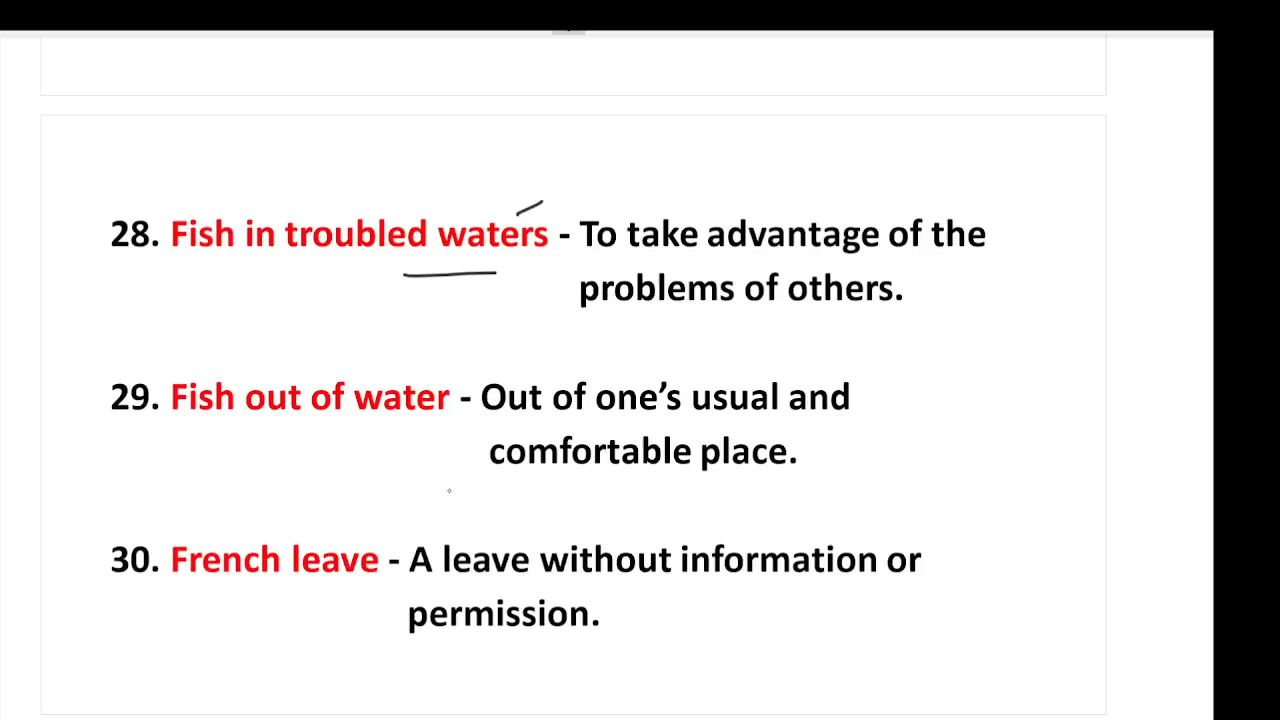 28. Fish in troubled waters - To take advantage of the
problems of others.
29. Fish out of water - Out of one’s usual and
comfortable place.
30. French leave - A leave without information or
permission.